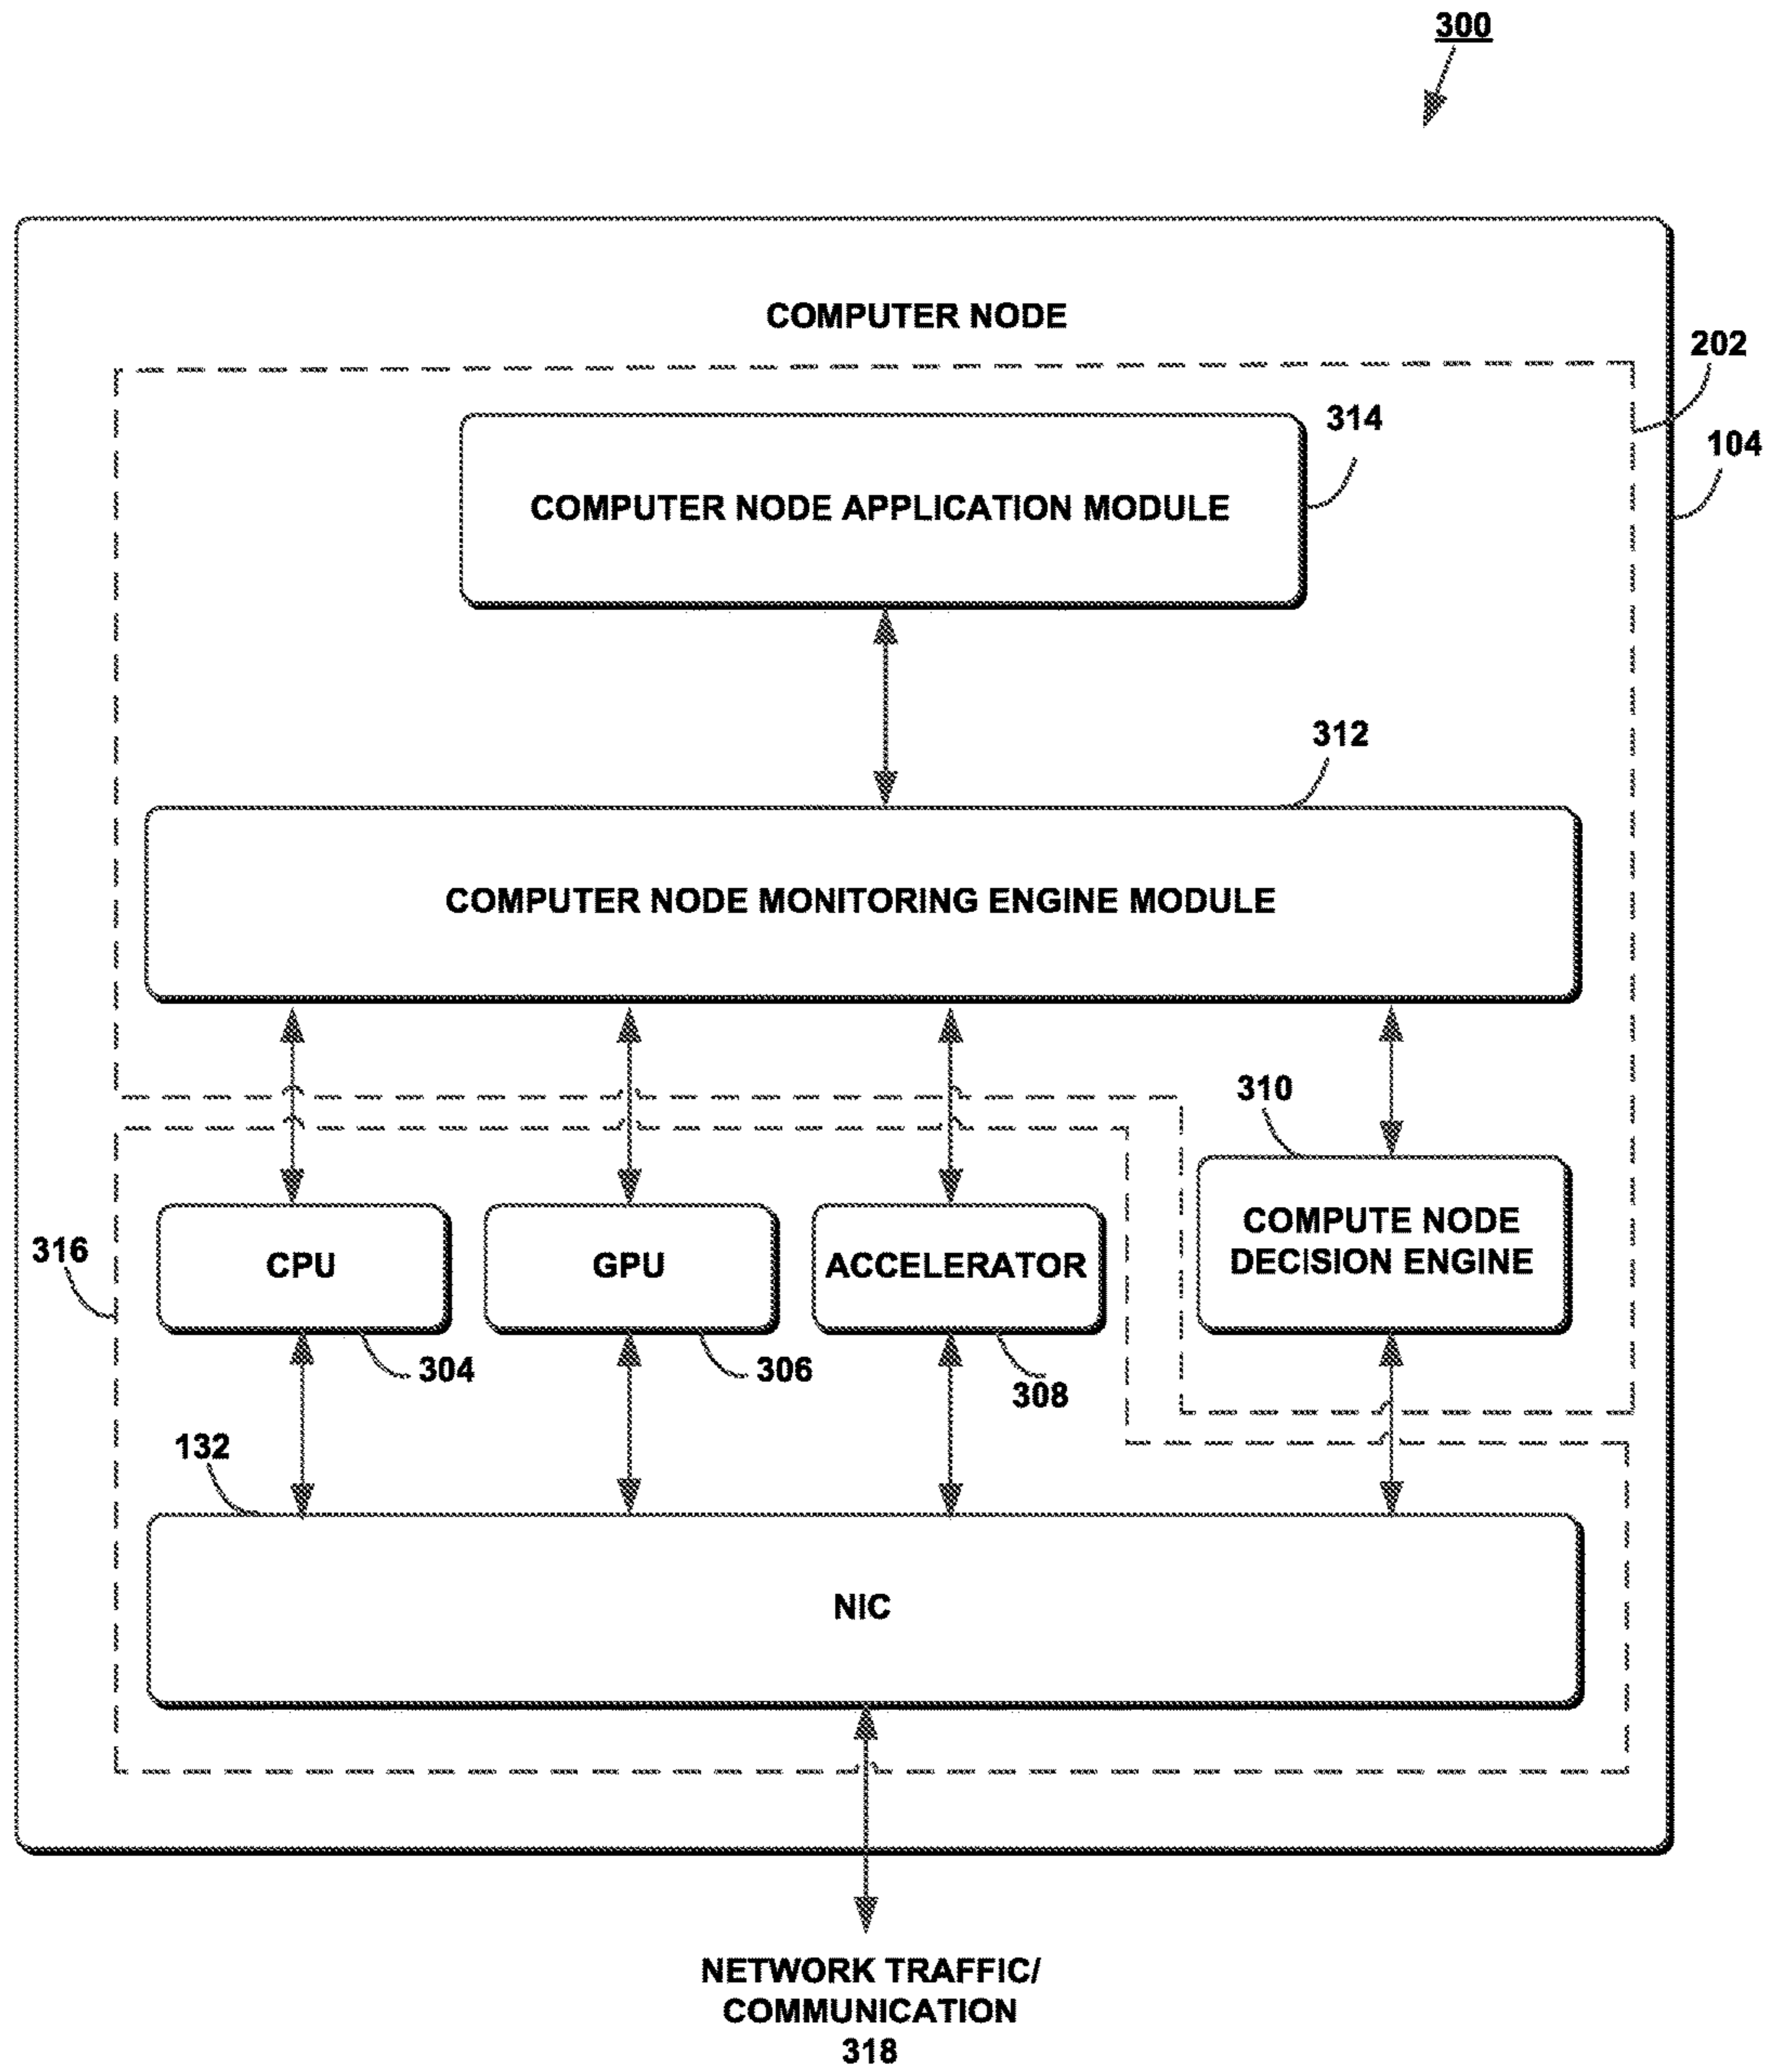 300
COMPUTER NODE
202
314
104
COMPUTER NODE APPLICATION MODULE
312
COMPUTER NODE MONITORING ENGINE MODULE
310
COMPUTE NODE
DECISION ENGINE
316
CPU
GPU
ACCELERATOR
304
306
308
132
NIC
NETWORK TRAFFIC/
COMMUNICATION
318